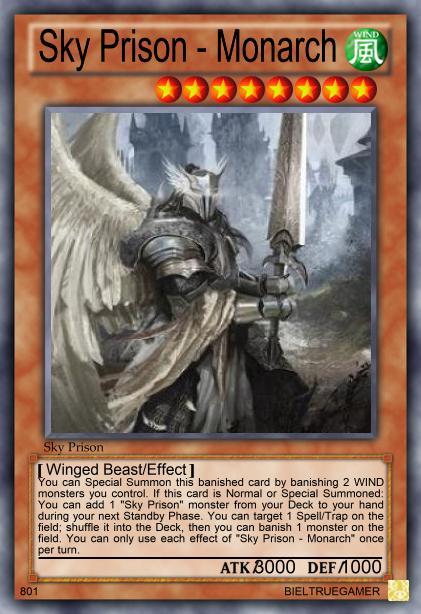 Sky Prison - Monarch
WIND
風
Sky Prison
[ Winged Beast/Effect ]
You can Special Summon this banished card by banishing 2 WIND
monsters you control. If this card is Normal or Special Summoned:
You can add 1 "Sky Prison" monster from your Deck to your hand
during your next Standby Phase. You can target 1 Spell/Trap on the
field; shuffle it into the Deck, then you can banish 1 monster on the
field. You can only use each effect of "Sky Prison - Monarch" once
per turn.
ATK/3000 DEF/1000
801 BIELTRUEGAMER